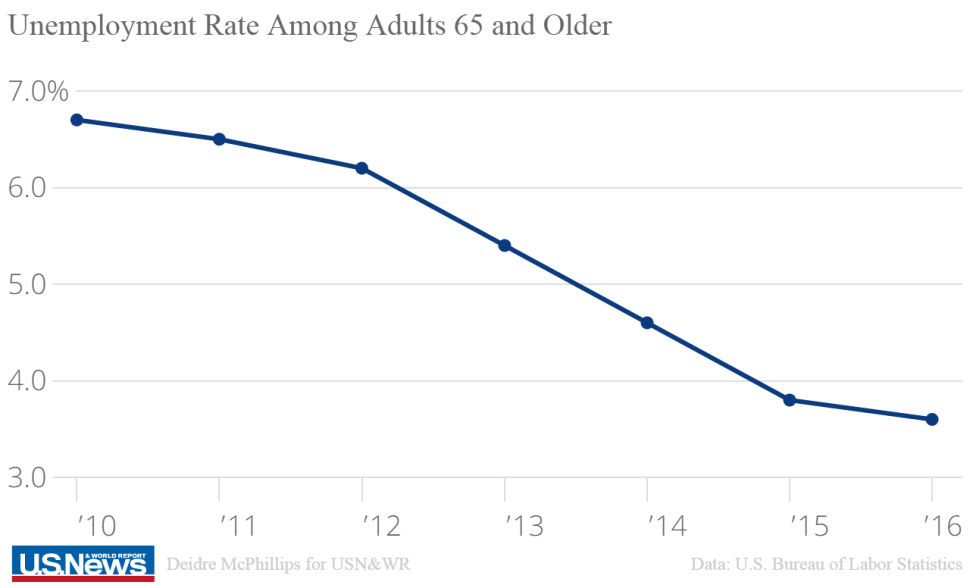 Unemployment Rate Among Adults 65 and Older
7.0%
6.0
5.0
4.0
3.0
'10 '11 '12 '13 '14 '15 '16
U.S.News & WORLD REPORT Deidre McPhillips for USN&WR Data: U.S. Bureau of Labor Statistics